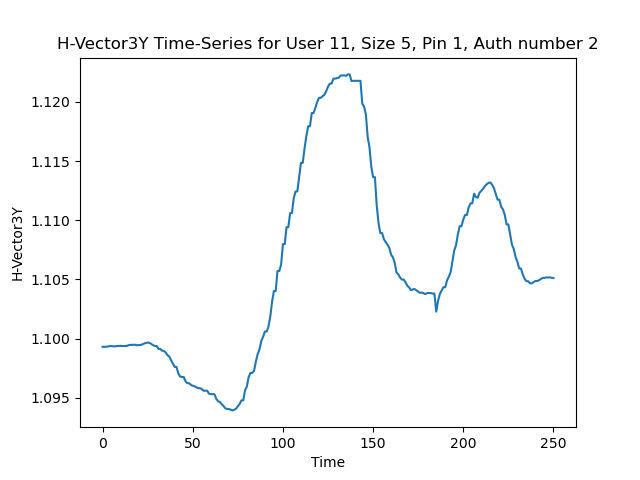 H-Vector3Y Time-Series for User 11, Size 5, Pin 1, Auth number 2
H-Vector3Y
1.120
1.115
1.110
1.105
1.100
1.095
0 50 100 150 200 250
Time